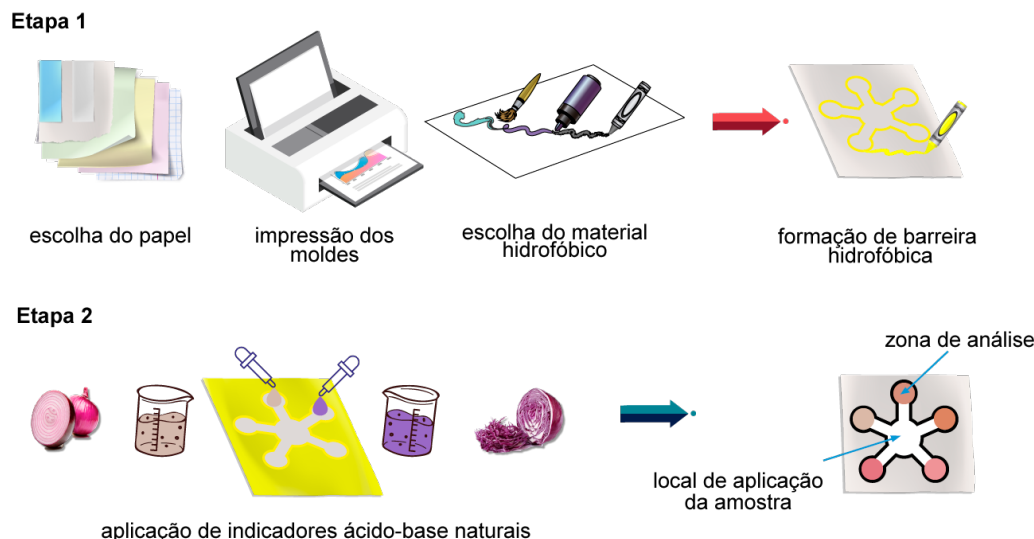 Etapa 1
escolha do papel
impressão dos
moldes
escolha do material
hidrofóbico
formação de barreira
hidrofóbica
Etapa 2
aplicação de indicadores ácido-base naturais
zona de análise
local de aplicação
da amostra